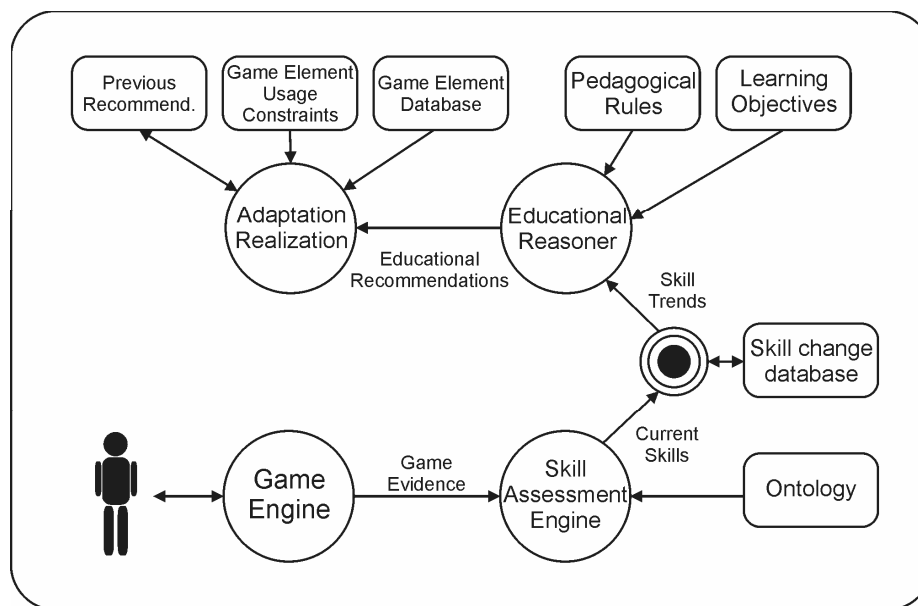 Previous
Recommend.
Game Element
Usage
Constraints
Game Element
Database
Pedagogical
Rules
Learning
Objectives
Adaptation
Realization
Educational
Reasoner
Educational
Recommendations
Skill
Trends
Skill change
database
Current
Skills
Game
Engine
Game
Evidence
Skill
Assessment
Engine
Ontology